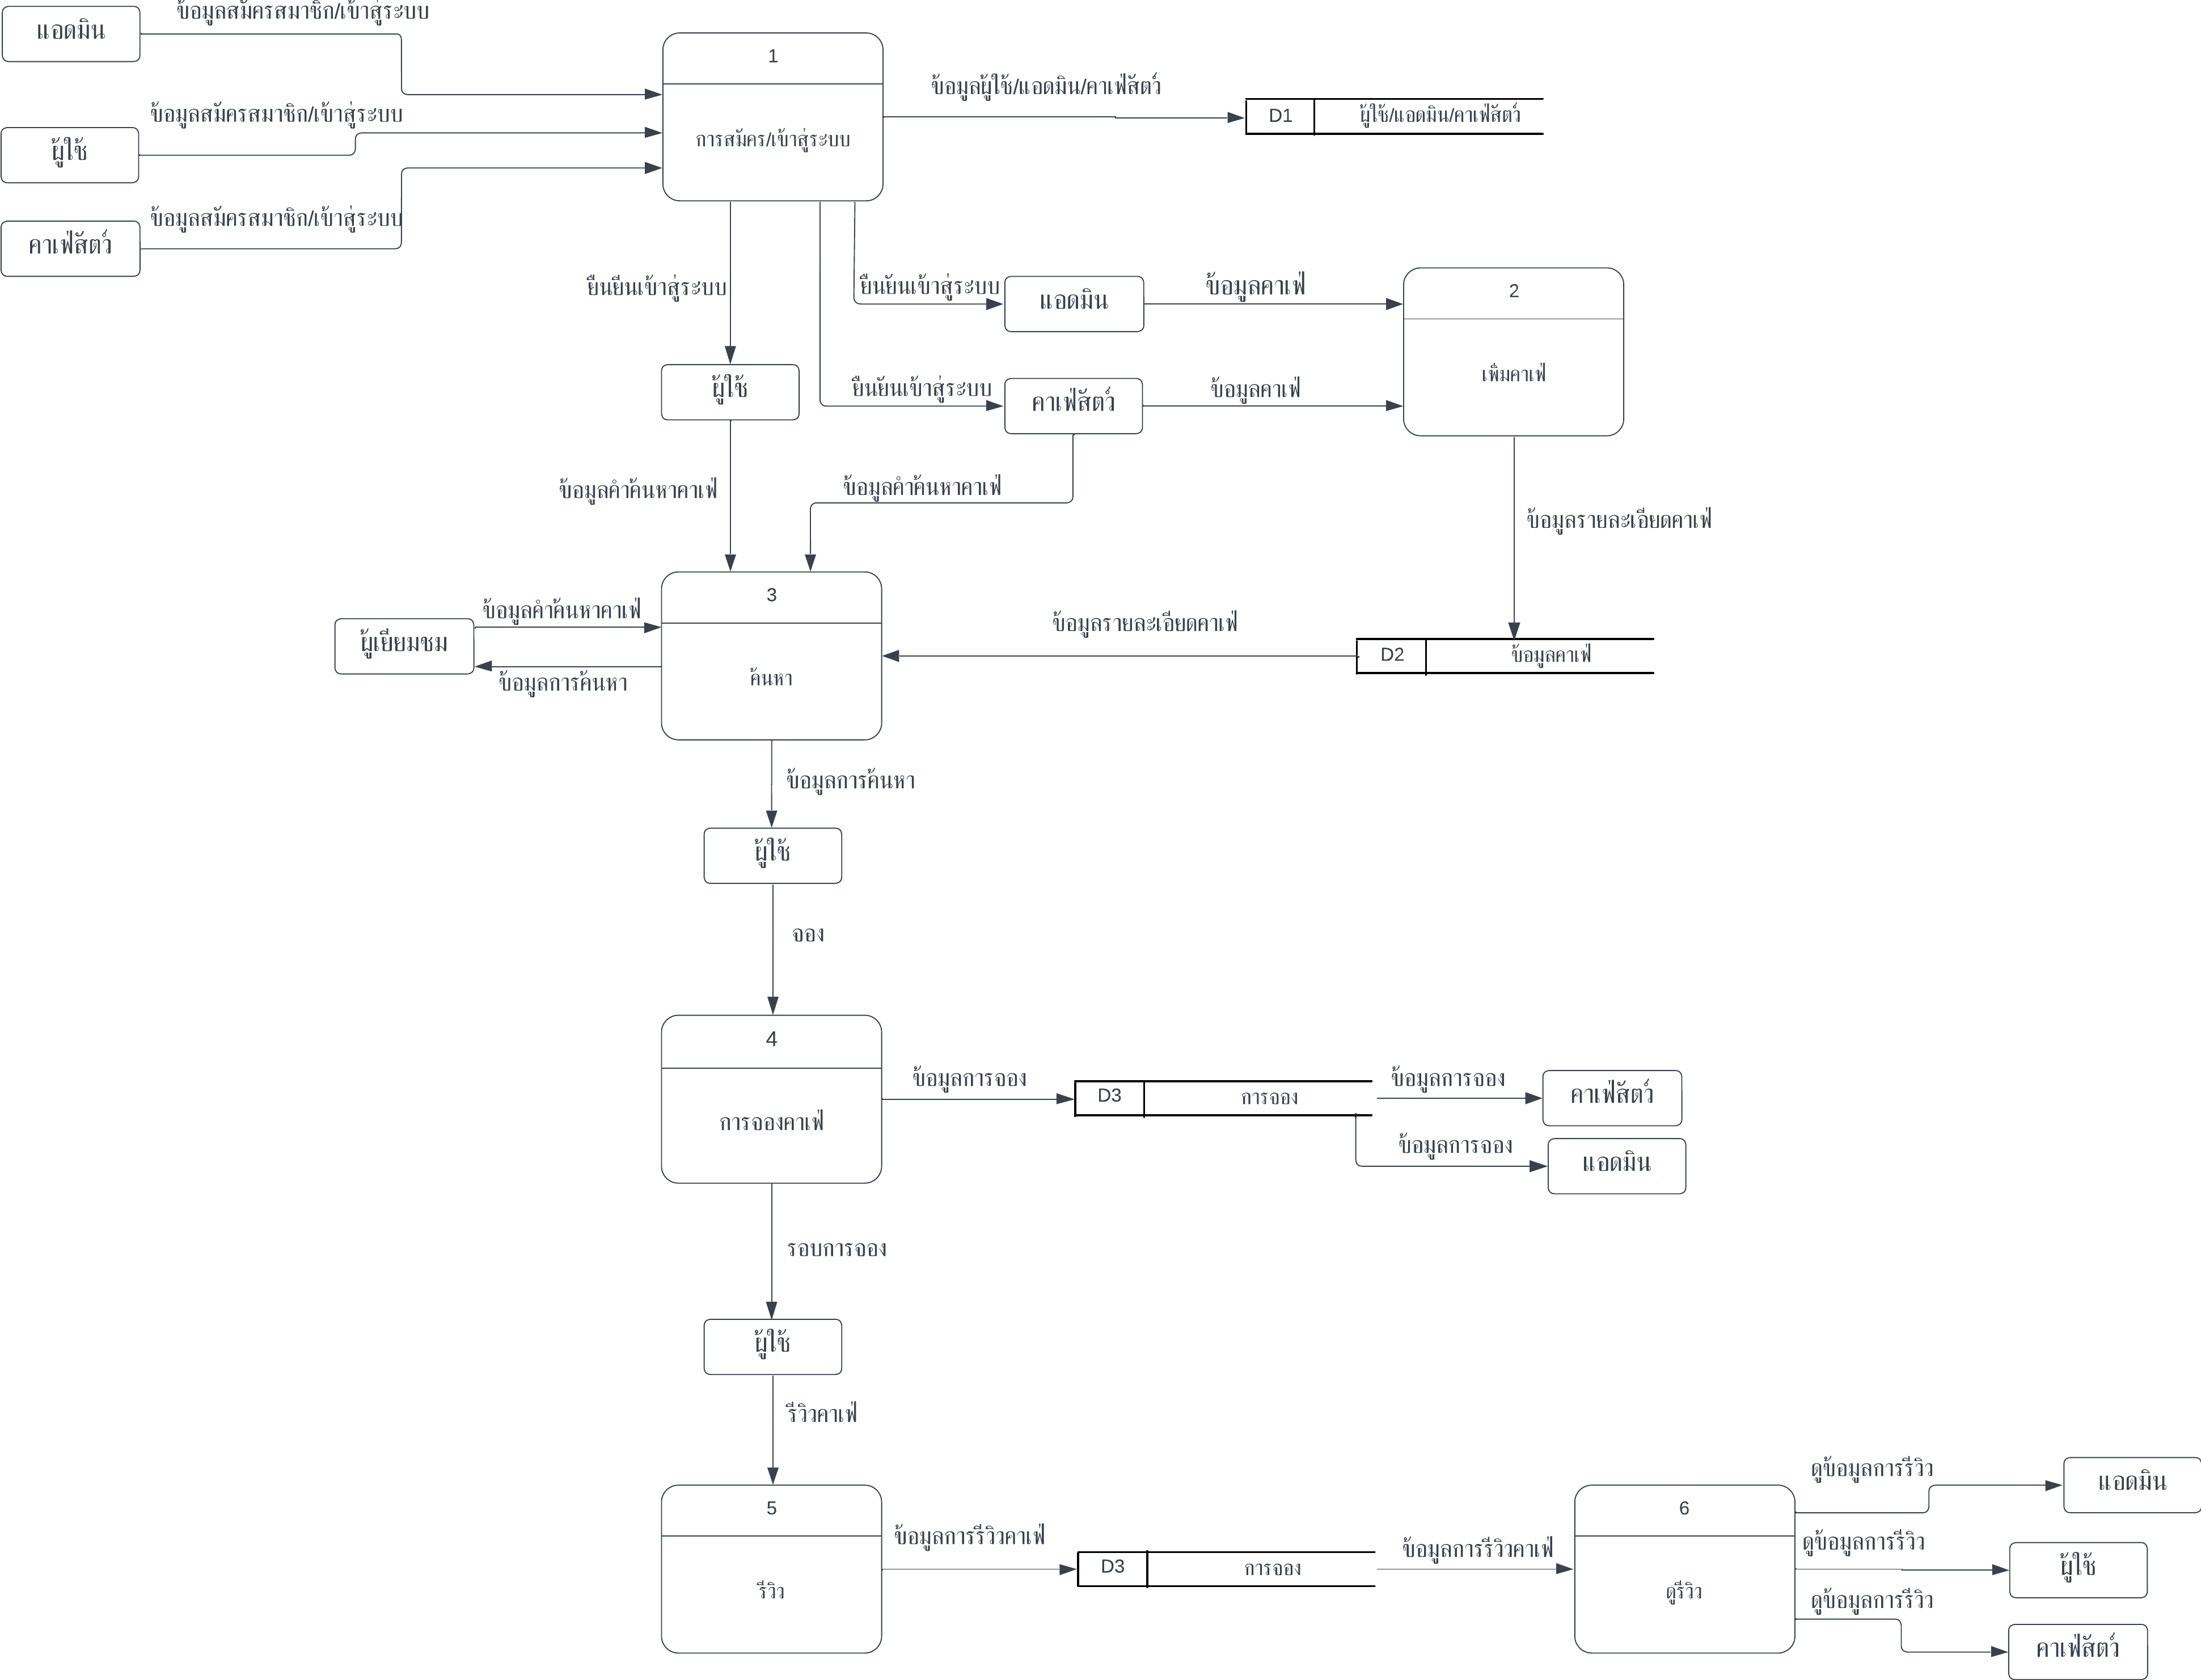 ข้อมูลสมัครสมาชิก/เข้าสู่ระบบ
แอดมิน
1
ข้อมูลผู้ใช้/แอดมิน/คาเฟ่สัตว์
ข้อมูลสมัครสมาชิก/เข้าสู่ระบบ
D1
ผู้ใช้/แอดมิน/คาเฟ่สัตว์
ผู้ใช้
การสมัคร/เข้าสู่ระบบ
ข้อมูลสมัครสมาชิก/เข้าสู่ระบบ
คาเฟ่สัตว์
ยืนยืนเข้าสู่ระบบ
ยืนยันเข้าสู่ระบบ
แอดมิน
ข้อมูลคาเฟ่
2
ผู้ใช้
ยืนยันเข้าสู่ระบบ
คาเฟ่สัตว์
ข้อมูลคาเฟ่
เพิ่มคาเฟ่
ข้อมูลคำค้นหาคาเฟ่
ข้อมูลคำค้นหาคาเฟ่
ข้อมูลรายละเอียดคาเฟ่
3
ข้อมูลคำค้นหาคาเฟ่
ข้อมูลรายละเอียดคาเฟ่
ผู้เยียมชม
D2
ข้อมูลคาเฟ่
ข้อมูลการค้นหา
ค้นหา
ข้อมูลการค้นหา
ผู้ใช้
จอง
4
ข้อมูลการจอง
D3
การจอง
ข้อมูลการจอง
คาเฟ่สัตว์
การจองคาเฟ่
ข้อมูลการจอง
แอดมิน
รอบการจอง
ผู้ใช้
รีวิวคาเฟ่
5
6
ดูข้อมูลการรีวิว
แอดมิน
ข้อมูลการรีวิวคาเฟ่
D3
การจอง
ข้อมูลการรีวิวคาเฟ่
ดูข้อมูลการรีวิว
ผู้ใช้
รีวิว
ดูรีวิว
ดูข้อมูลการรีวิว
คาเฟ่สัตว์